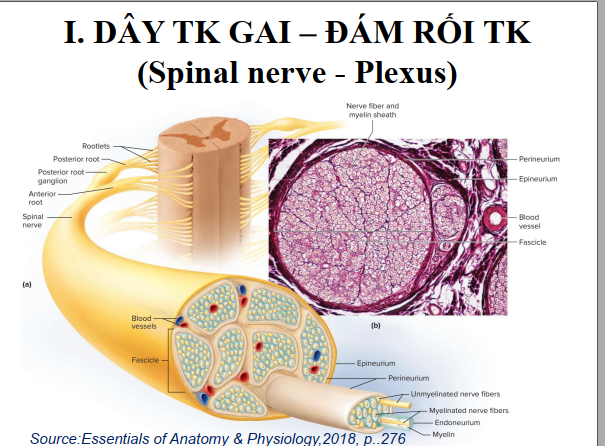 I. DÂY TK GAI – ĐÁM RỐI TK
(Spinal nerve - Plexus)
Nerve fiber and
myelin sheath
Rootlets
Posterior root
Posterior root
ganglion
Anterior
root
Spinal
nerve
Perineurium
Epineurium
Blood
vessel
Fascicle
(a)
(b)
Blood
vessels
Fascicle
Epineurium
Perineurium
Unmyelinated nerve fibers
Myelinated nerve fibers
Endoneurium
Myelin
Source:Essentials of Anatomy & Physiology,2018, p..276